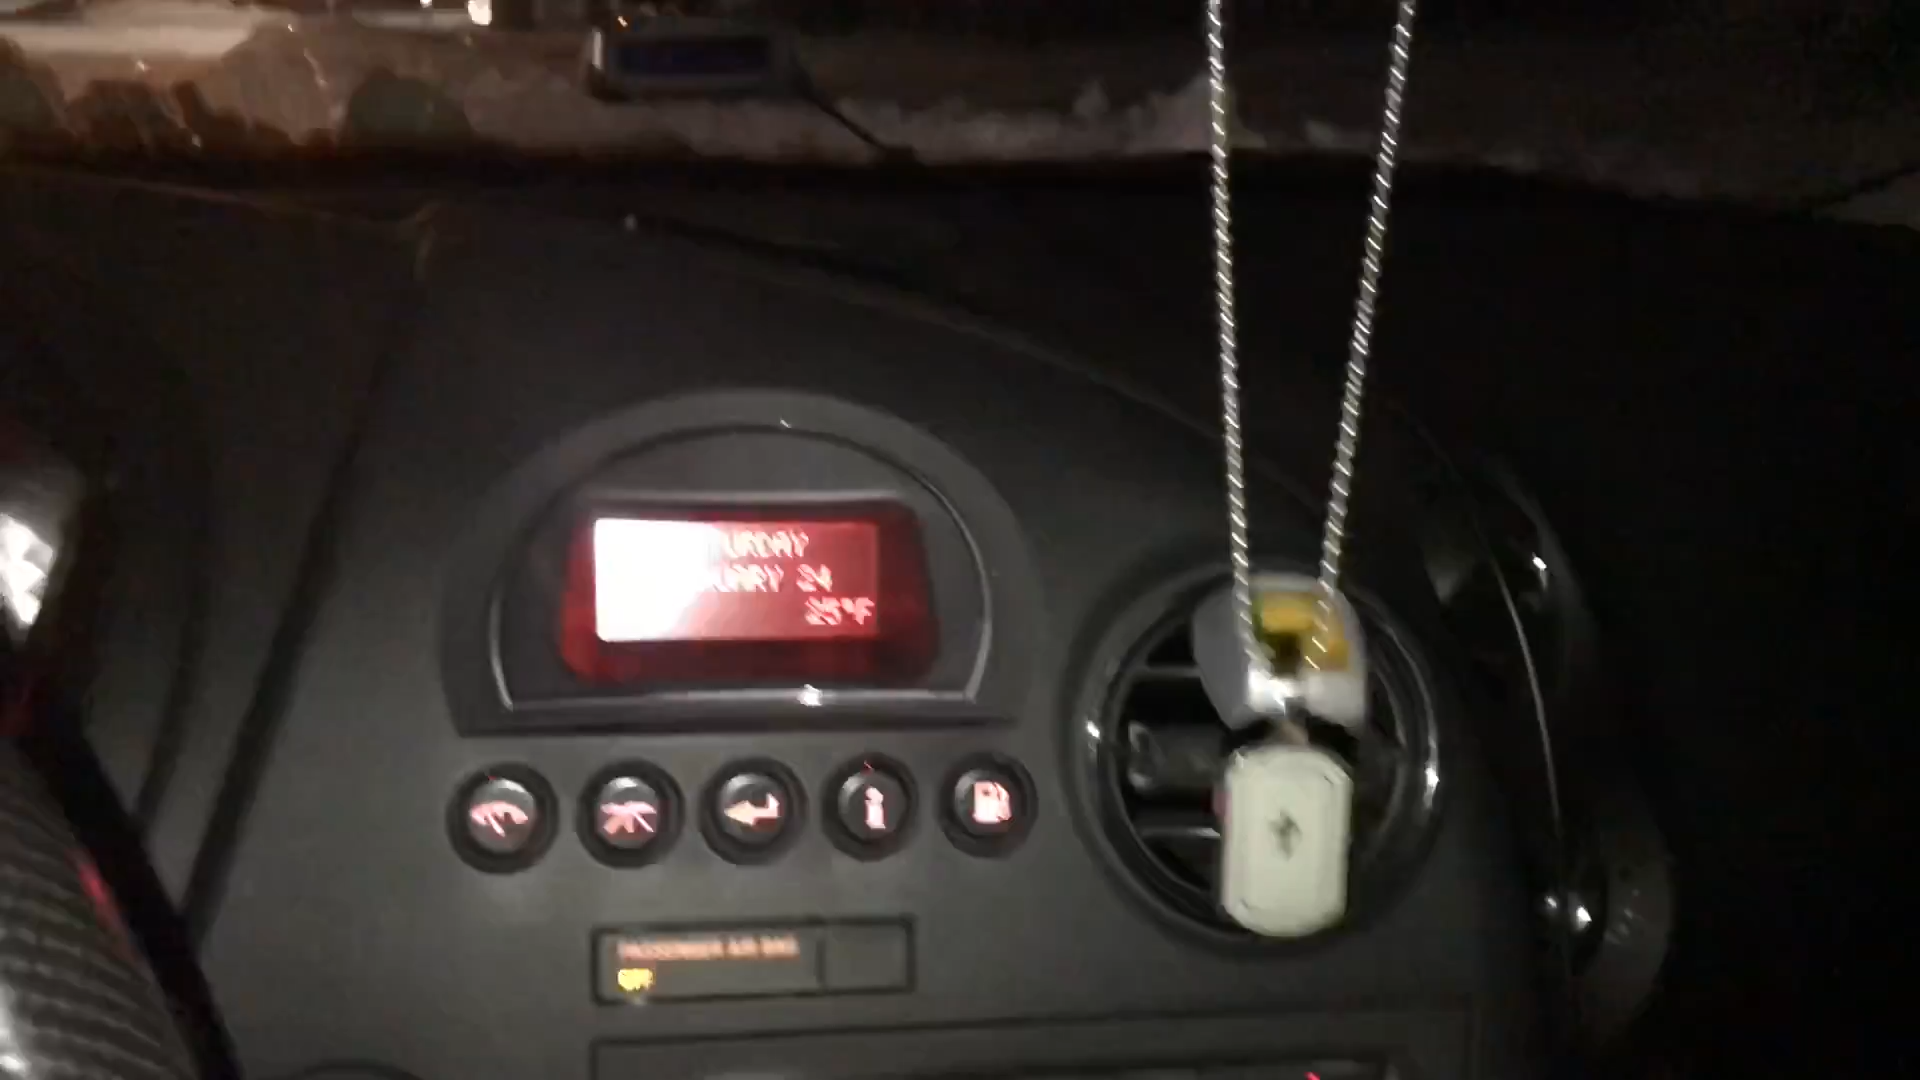 URDAY
UARY 24
25°F
PASSENGER AIR BAG
OFF